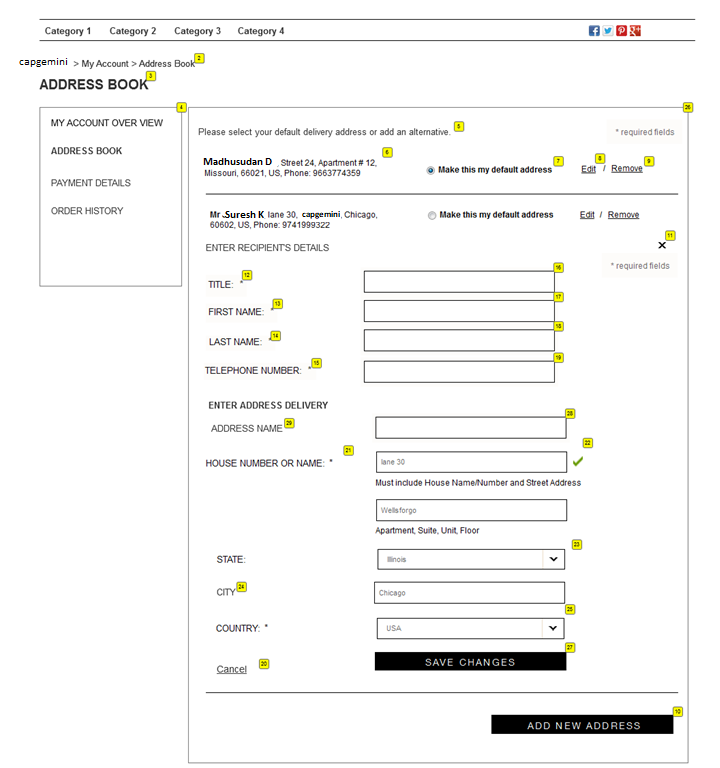 Category 1 Category 2 Category 3 Category 4
capgemini > My Account > Address Book 2
ADDRESS BOOK 3
4
26
MY ACCOUNT OVER VIEW
ADDRESS BOOK
PAYMENT DETAILS
ORDER HISTORY
Please select your default delivery address or add an alternative. 5
* required fields
Madhusudan D , Street 24, Apartment # 12, 6
Missouri, 66021, US, Phone: 9663774359
Make this my default address 7
Edit 8 / Remove 9
Mr .Suresh K lane 30, capgemini, Chicago,
60602, US, Phone: 9741999322
Make this my default address
Edit / Remove
ENTER RECIPIENT'S DETAILS
11
* required fields
TITLE: * 12
16
FIRST NAME: * 13
17
LAST NAME: * 14
18
TELEPHONE NUMBER: * 15
19
ENTER ADDRESS DELIVERY
ADDRESS NAME 29
28
HOUSE NUMBER OR NAME: * 21
lane 30
22
Must include House Name/Number and Street Address
Wellsforgo
Apartment, Suite, Unit, Floor
STATE:
Illinois
23
CITY 24
Chicago
COUNTRY: *
USA
25
Cancel 20
SAVE CHANGES
27
ADD NEW ADDRESS
10